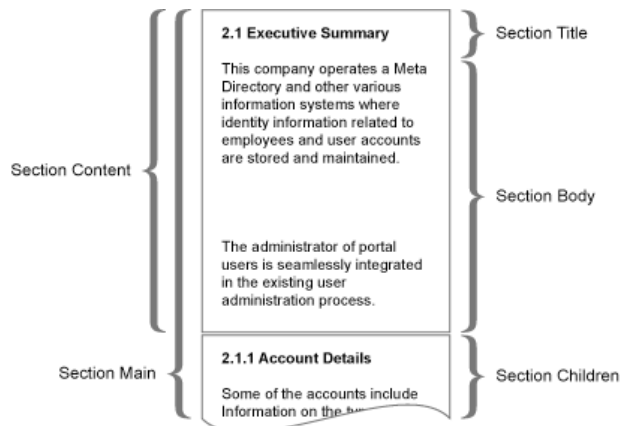 2.1 Executive Summary
Section Title
This company operates a Meta
Directory and other various
information systems where
identity information related to
employees and user accounts
are stored and maintained.
Section Content
Section Body
The administrator of portal
users is seamlessly integrated
in the existing user
administration process.
2.1.1 Account Details
Section Main
Section Children
Some of the accounts include
Information on the